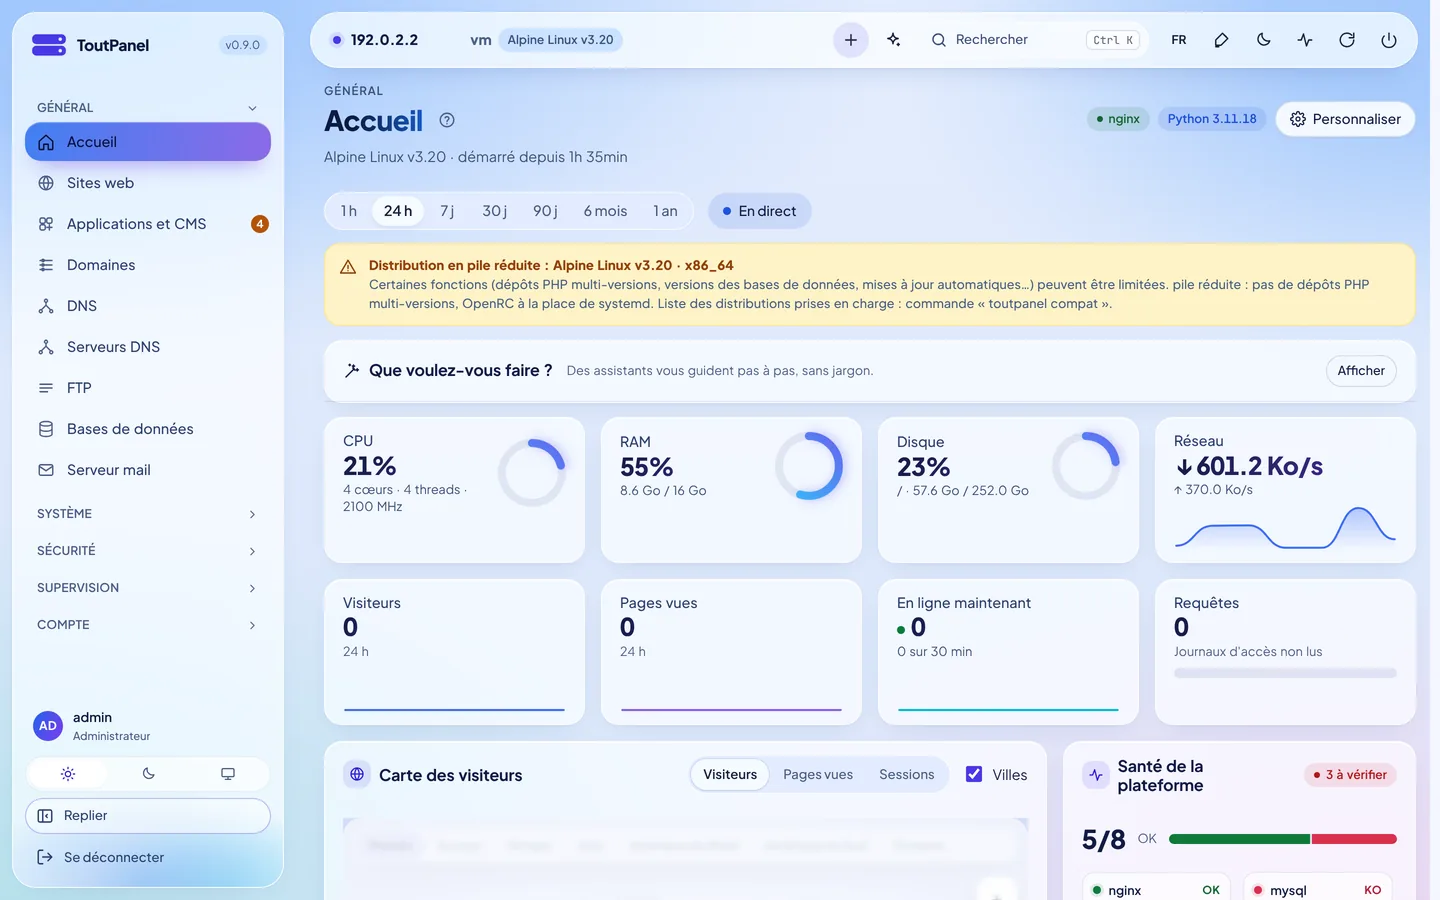 ToutPanel
v0.9.0
GÉNÉRAL
Accueil
Sites web
Applications et CMS
4
Domaines
DNS
Serveurs DNS
FTP
Bases de données
Serveur mail
SYSTÈME
SÉCURITÉ
SUPERVISION
COMPTE
AD
admin
Administrateur
Replier
Se déconnecter
192.0.2.2
vm
Alpine Linux v3.20
Rechercher
Ctrl K
FR
GÉNÉRAL
Accueil
nginx
Python 3.11.18
Personnaliser
Alpine Linux v3.20 · démarré depuis 1h 35min
1 h
24 h
7 j
30 j
90 j
6 mois
1 an
En direct
Distribution en pile réduite : Alpine Linux v3.20 · x86_64
Certaines fonctions (dépôts PHP multi-versions, versions des bases de données, mises à jour automatiques…) peuvent être limitées. pile réduite : pas de dépôts PHP
multi-versions, OpenRC à la place de systemd. Liste des distributions prises en charge : commande « toutpanel compat ».
Que voulez-vous faire ?
Des assistants vous guident pas à pas, sans jargon.
Afficher
CPU
21%
4 cœurs · 4 threads ·
2100 MHz
RAM
55%
8.6 Go / 16 Go
Disque
23%
/ · 57.6 Go / 252.0 Go
Réseau
↓ 601.2 Ko/s
↑ 370.0 Ko/s
Visiteurs
0
24 h
Pages vues
0
24 h
En ligne maintenant
0
0 sur 30 min
Requêtes
0
Journaux d'accès non lus
Carte des visiteurs
Visiteurs
Pages vues
Sessions
Villes
Santé de la
plateforme
3 à vérifier
5/8
OK
nginx
OK
mysql
KO